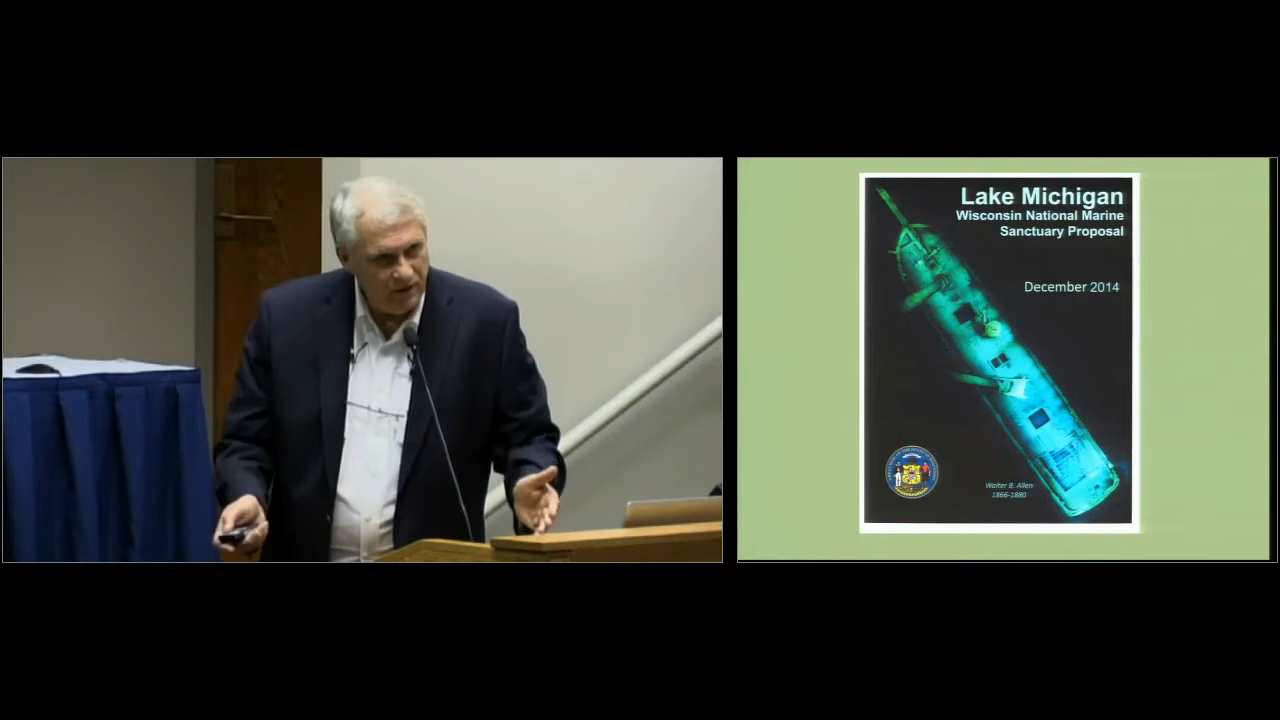 Lake Michigan
Wisconsin National Marine
Sanctuary Proposal
December 2014
Walter B. Allen
1866-1880